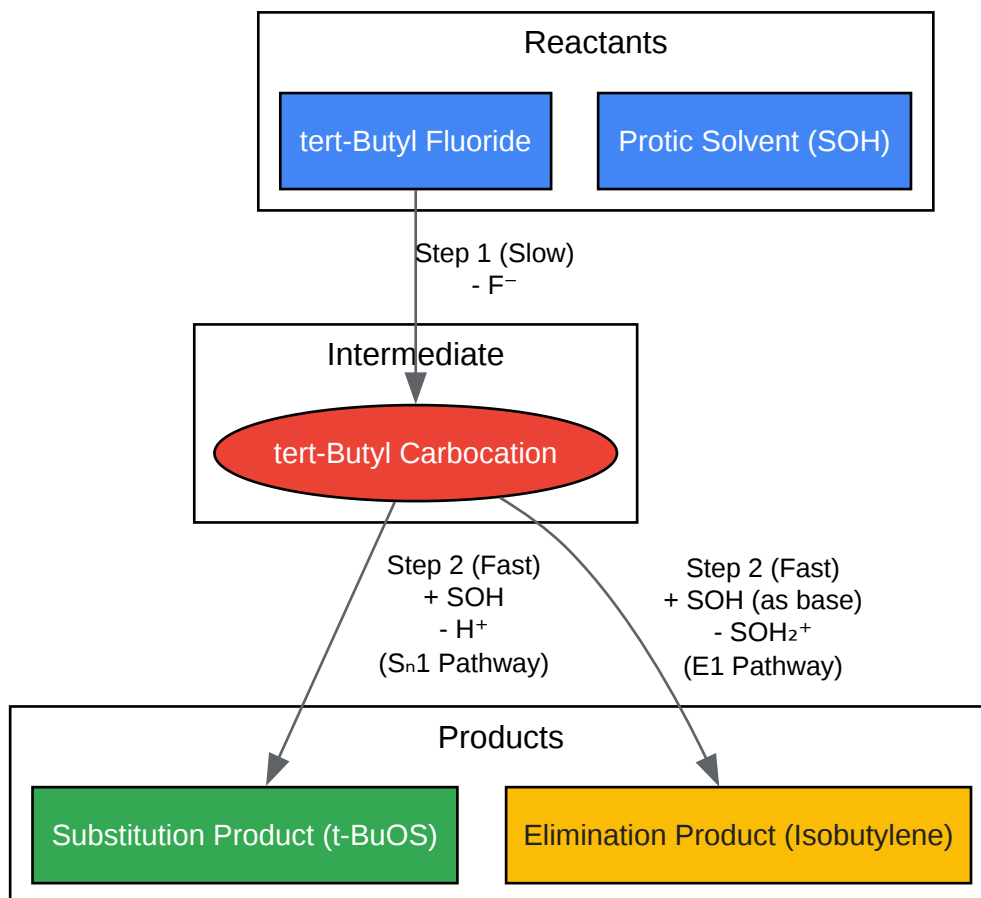 Reactants
tert-Butyl Fluoride
Protic Solvent (SOH)
Step 1 (Slow)
- F⁻
Intermediate
tert-Butyl Carbocation
Step 2 (Fast)
+ SOH
- H⁺
(Sₙ1 Pathway)
Step 2 (Fast)
+ SOH (as base)
- SOH₂⁺
(E1 Pathway)
Products
Substitution Product (t-BuOS)
Elimination Product (Isobutylene)